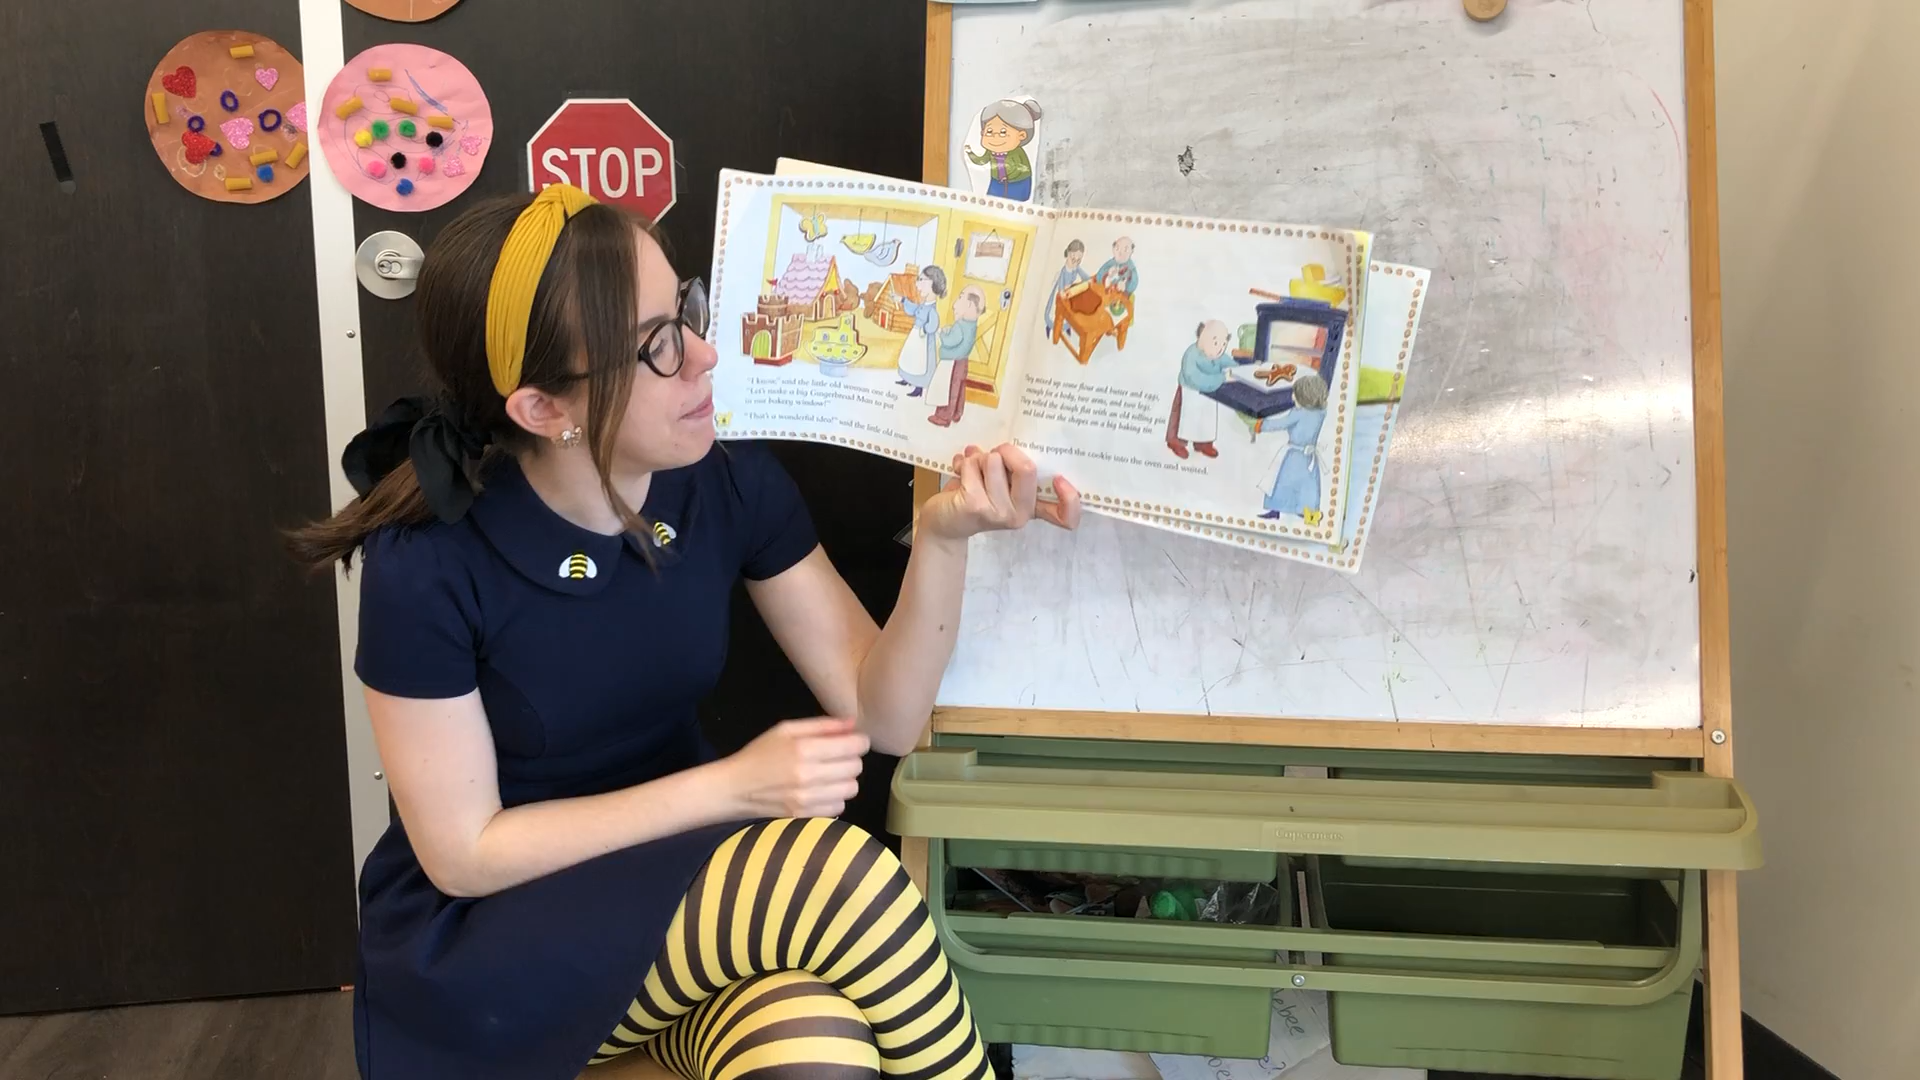 STOP
"I know," said the little old woman one day.
"Let's make a big Gingerbread Man to put
in our bakery window!"
"That's a wonderful idea!" said the little old man.
They mixed up some flour and butter and eggs,
enough for a body, two arms, and two legs.
They rolled the dough flat with an old rolling pin
and laid out the shapes on a big baking tin.
Then they popped the cookie into the oven and waited.